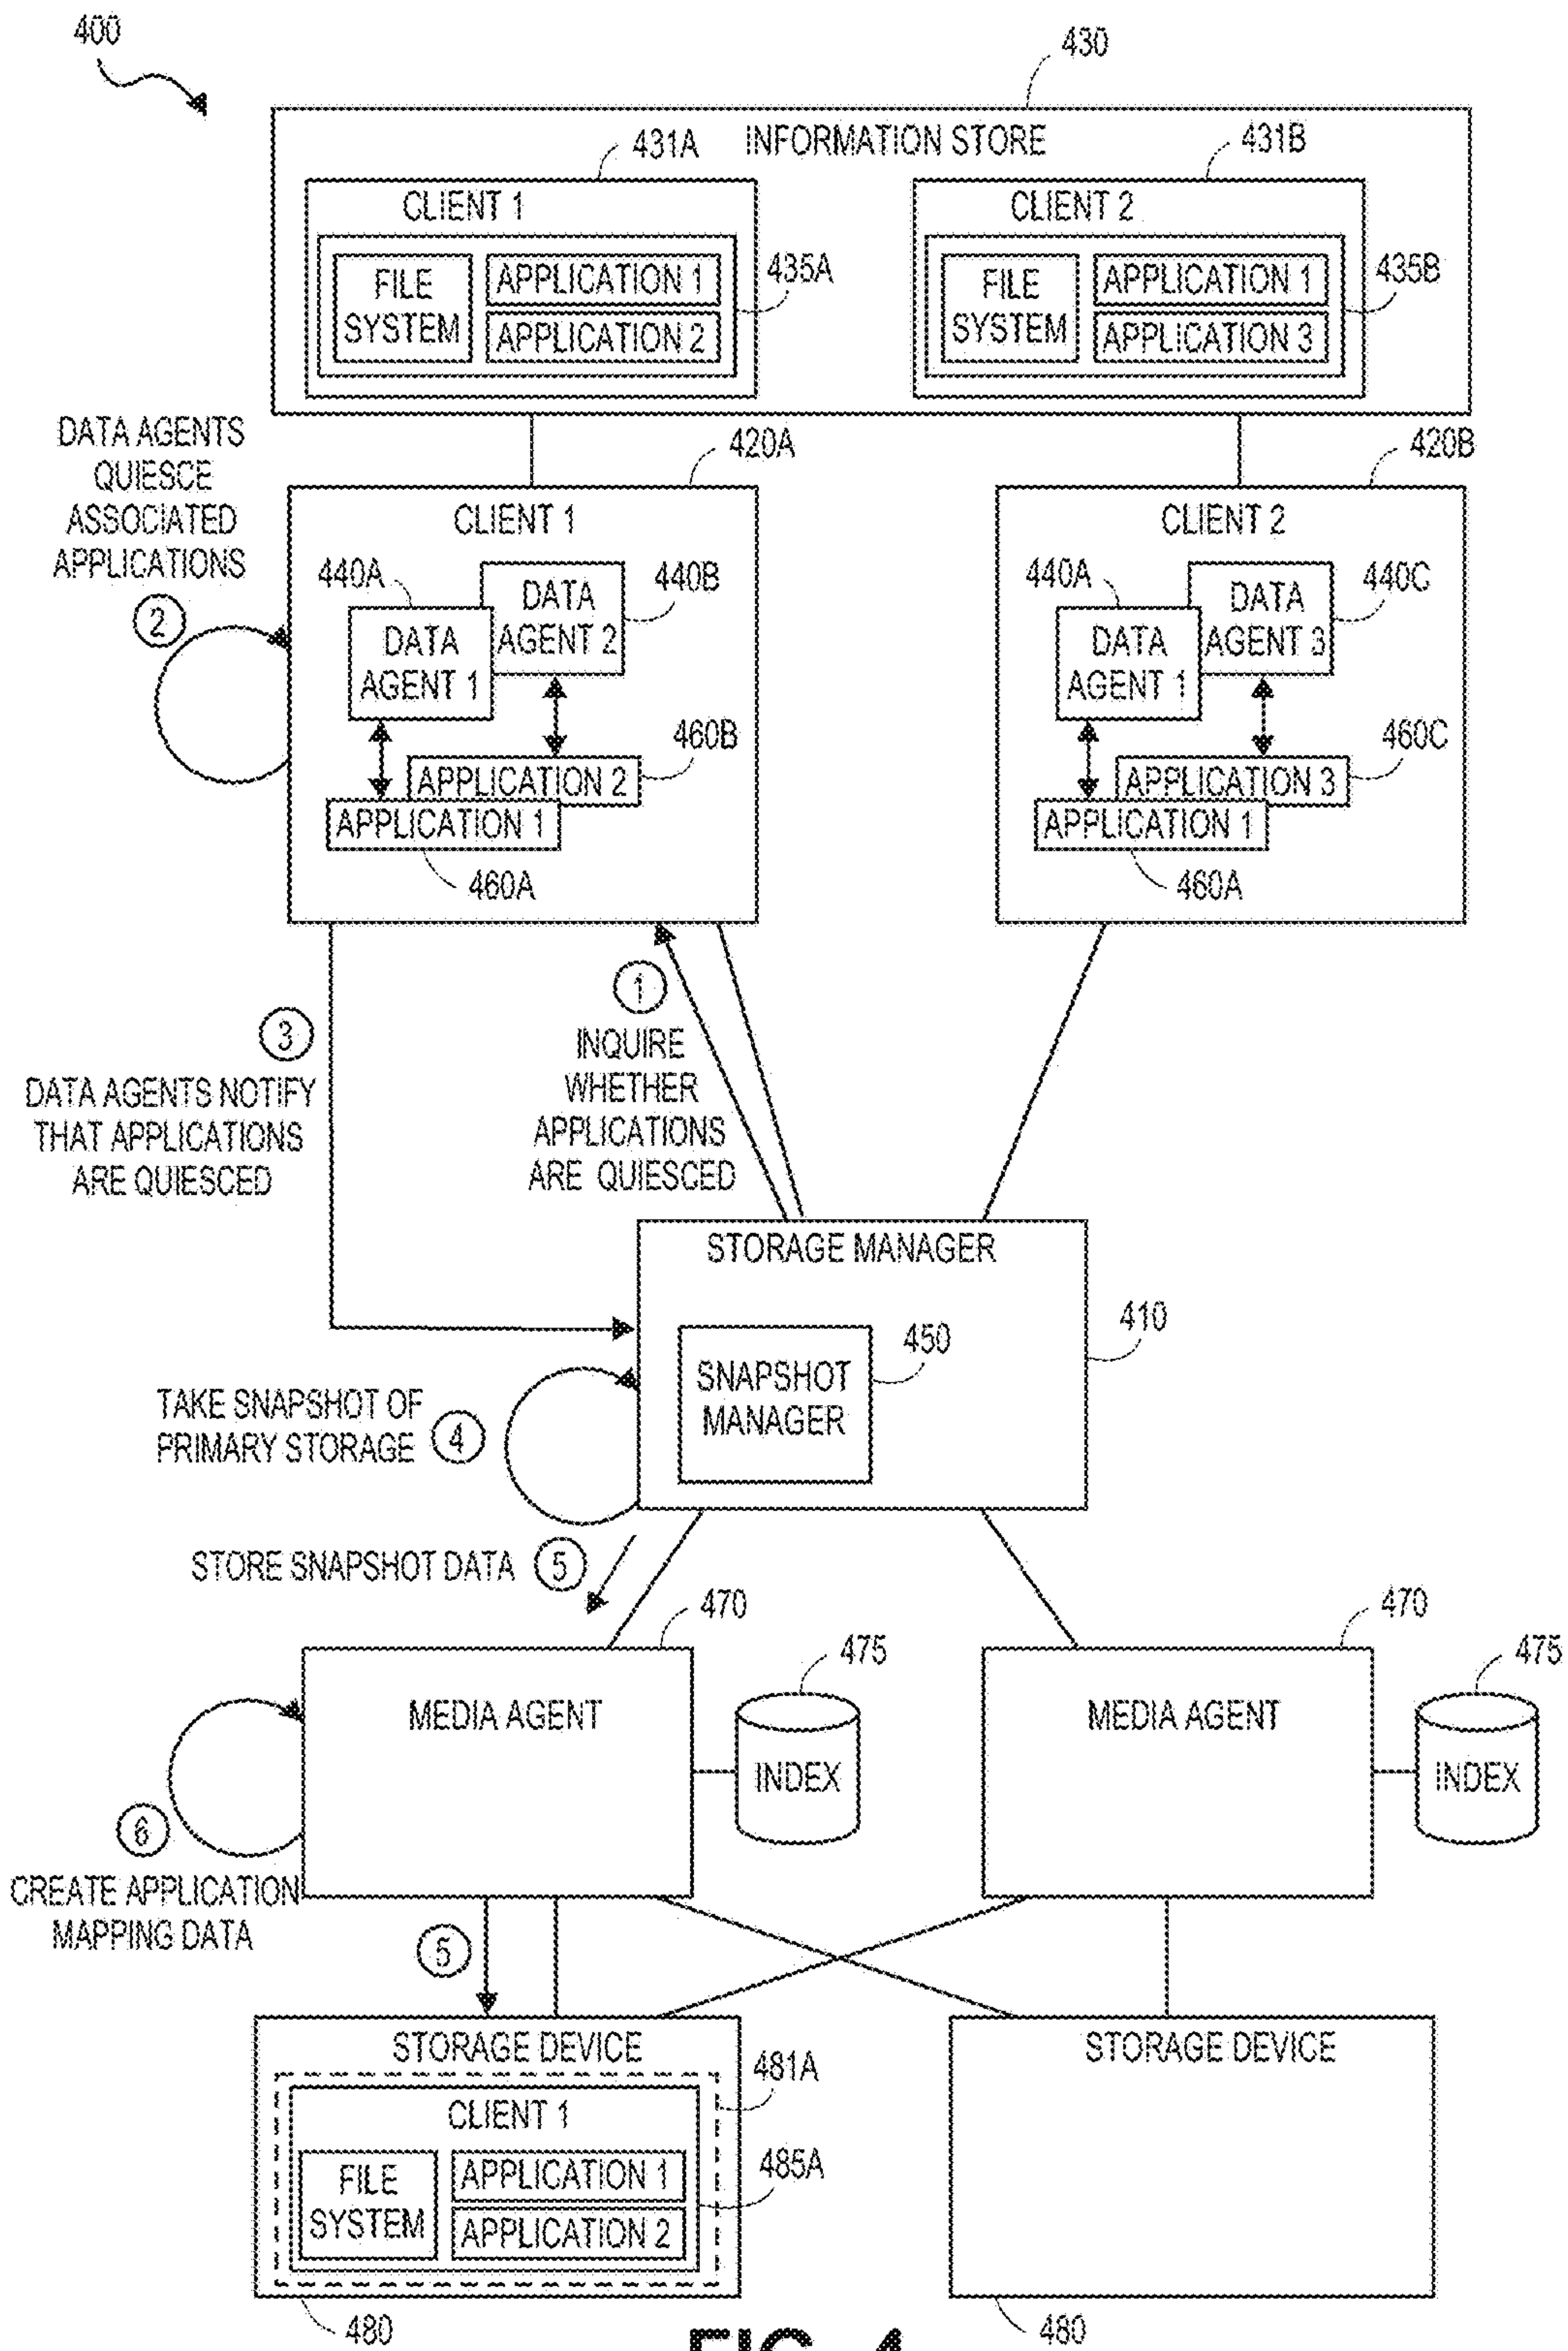 400
430
INFORMATION STORE
431A
431B
CLIENT 1
CLIENT 2
FILE
SYSTEM
APPLICATION 1
APPLICATION 2
435A
FILE
SYSTEM
APPLICATION 1
APPLICATION 3
435B
DATA AGENTS
QUIESCE
ASSOCIATED
APPLICATIONS
2
420A
CLIENT 1
440A
DATA
AGENT 1
DATA
AGENT 2
440B
460B
APPLICATION 2
APPLICATION 1
460A
420B
CLIENT 2
440A
DATA
AGENT 1
DATA
AGENT 3
440C
460C
APPLICATION 3
APPLICATION 1
460A
3
DATA AGENTS NOTIFY
THAT APPLICATIONS
ARE QUIESCED
1
INQUIRE
WHETHER
APPLICATIONS
ARE QUIESCED
STORAGE MANAGER
410
450
SNAPSHOT
MANAGER
TAKE SNAPSHOT OF
PRIMARY STORAGE
4
STORE SNAPSHOT DATA
5
470
MEDIA AGENT
475
INDEX
470
MEDIA AGENT
475
INDEX
6
CREATE APPLICATION
MAPPING DATA
5
STORAGE DEVICE
481A
CLIENT 1
FILE
SYSTEM
APPLICATION 1
APPLICATION 2
485A
480
STORAGE DEVICE
480
FIG. 4